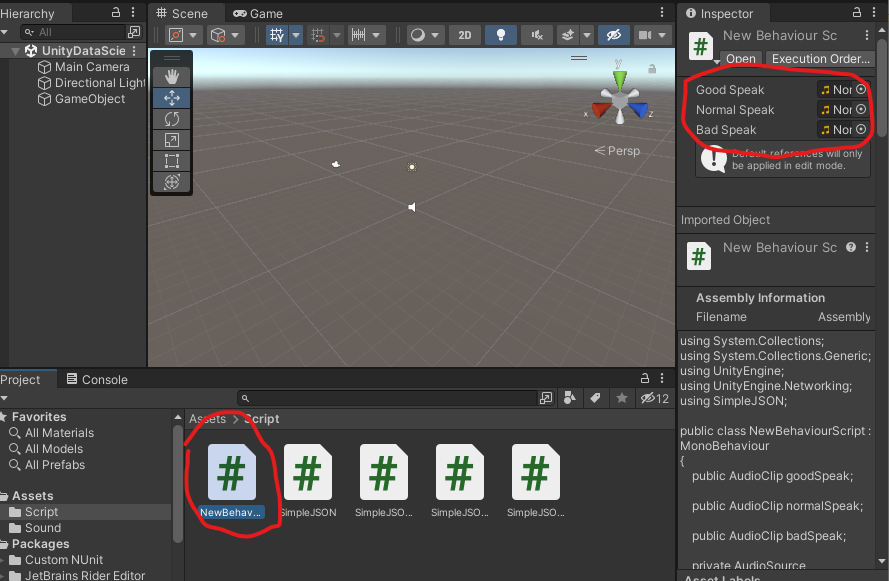 Hierarchy
All
UnityDataScie
Main Camera
Directional Light
GameObject
Scene
Game
2D
y
x
z
Persp
Inspector
New Behaviour Sc
Open
Execution Order...
Good Speak
Nor
Normal Speak
Nor
Bad Speak
Nor
Default references will only
be applied in edit mode.
Imported Object
New Behaviour Sc
Assembly Information
Filename
Assembly
using System.Collections;
using System.Collections.Generic;
using UnityEngine;
using UnityEngine.Networking;
using SimpleJSON;
public class NewBehaviourScript :
MonoBehaviour
{
public AudioClip goodSpeak;
public AudioClip normalSpeak;
public AudioClip badSpeak;
private AudioSource
Asset Labels
Project
Console
12
Favorites
All Materials
All Models
All Prefabs
Assets
Script
Sound
Packages
Custom NUnit
JetBrains Rider Editor
Assets > Script
NewBehav...
SimpleJSON
SimpleJSO...
SimpleJSO...
SimpleJSO...